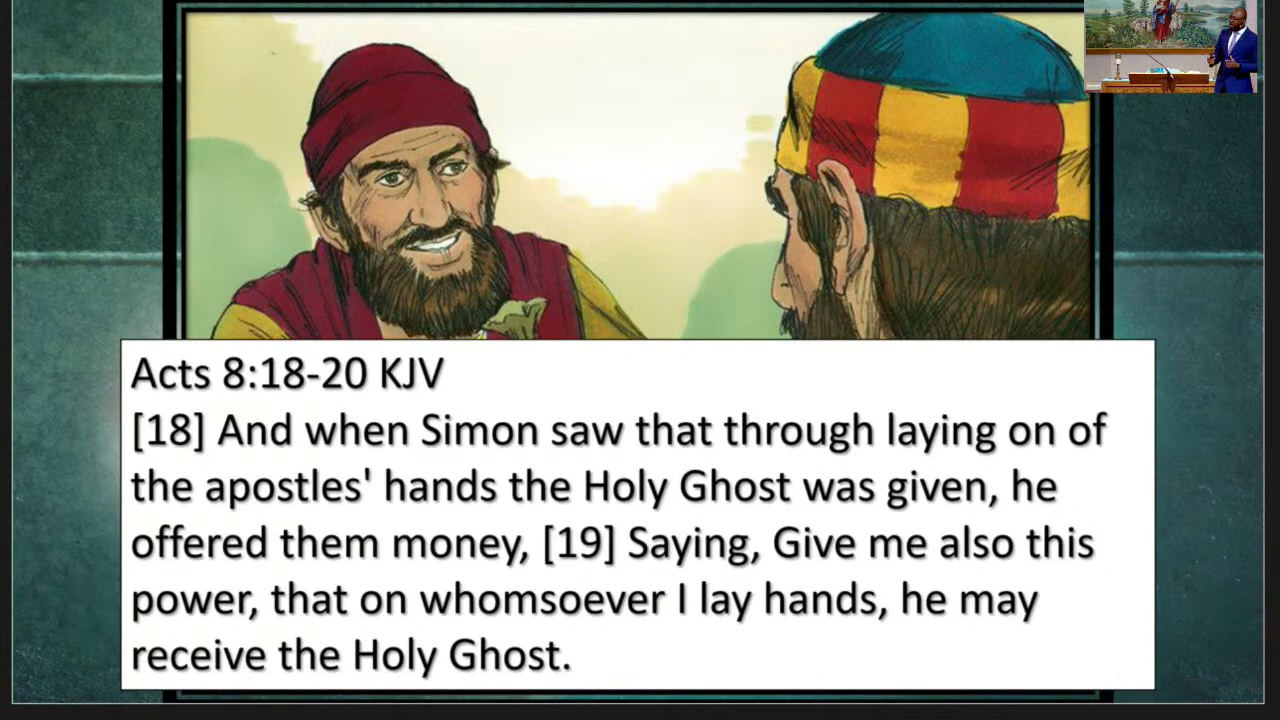 Acts 8:18-20 KJV
[18] And when Simon saw that through laying on of
the apostles' hands the Holy Ghost was given, he
offered them money, [19] Saying, Give me also this
power, that on whomsoever I lay hands, he may
receive the Holy Ghost.